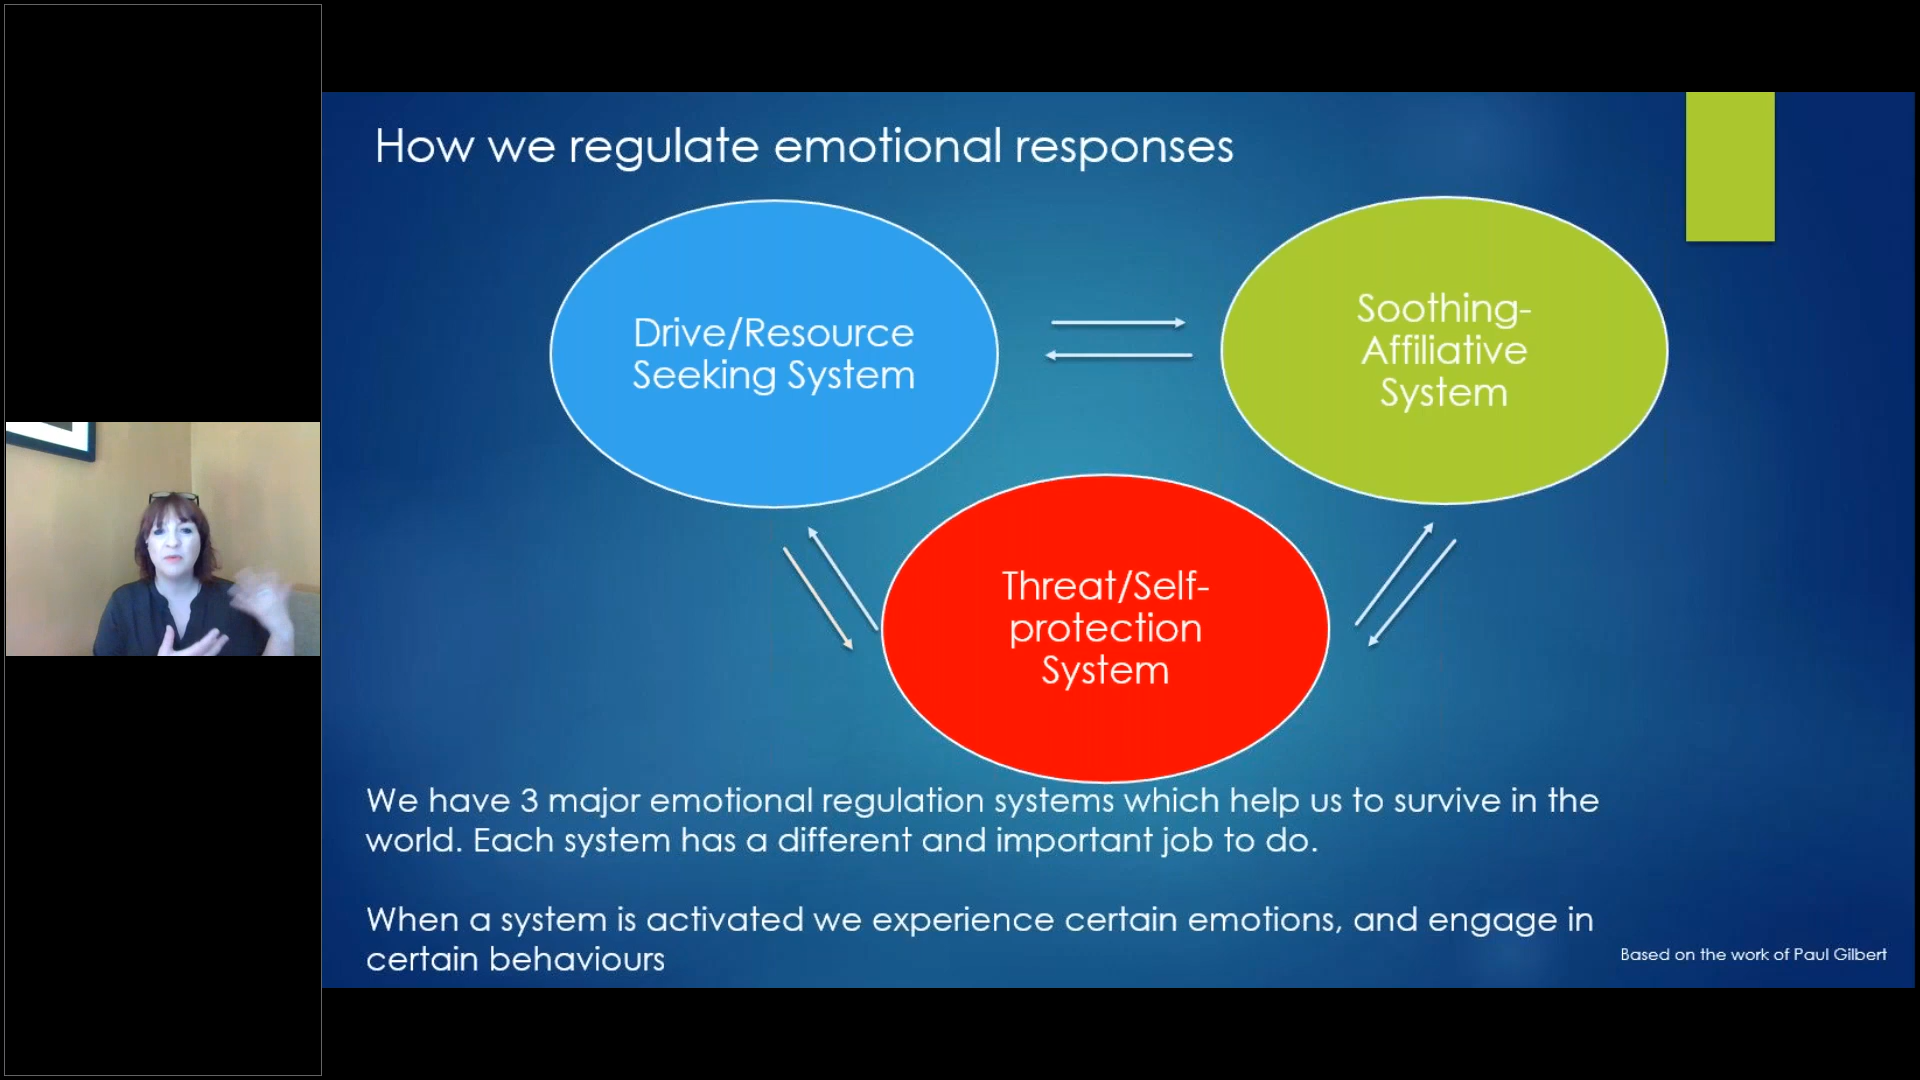 How we regulate emotional responses
Drive/Resource
Seeking System
Soothing-
Affiliative
System
Threat/Self-
protection
System
We have 3 major emotional regulation systems which help us to survive in the
world. Each system has a different and important job to do.
When a system is activated we experience certain emotions, and engage in
certain behaviours
Based on the work of Paul Gilbert